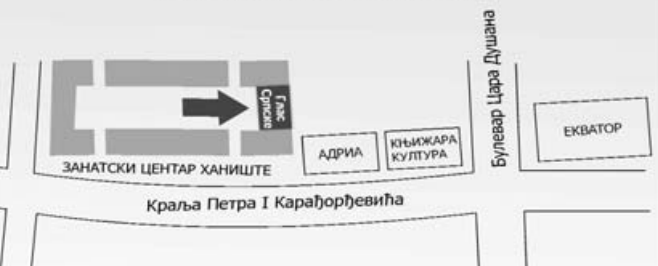 Булевар Цара Душана
Глас
Српске
ЕКВАТОР
АДРИА
КЊИЖАРА
КУЛТУРА
ЗАНАТСКИ ЦЕНТАР ХАНИШТЕ
Краља Петра I Карађорђевића